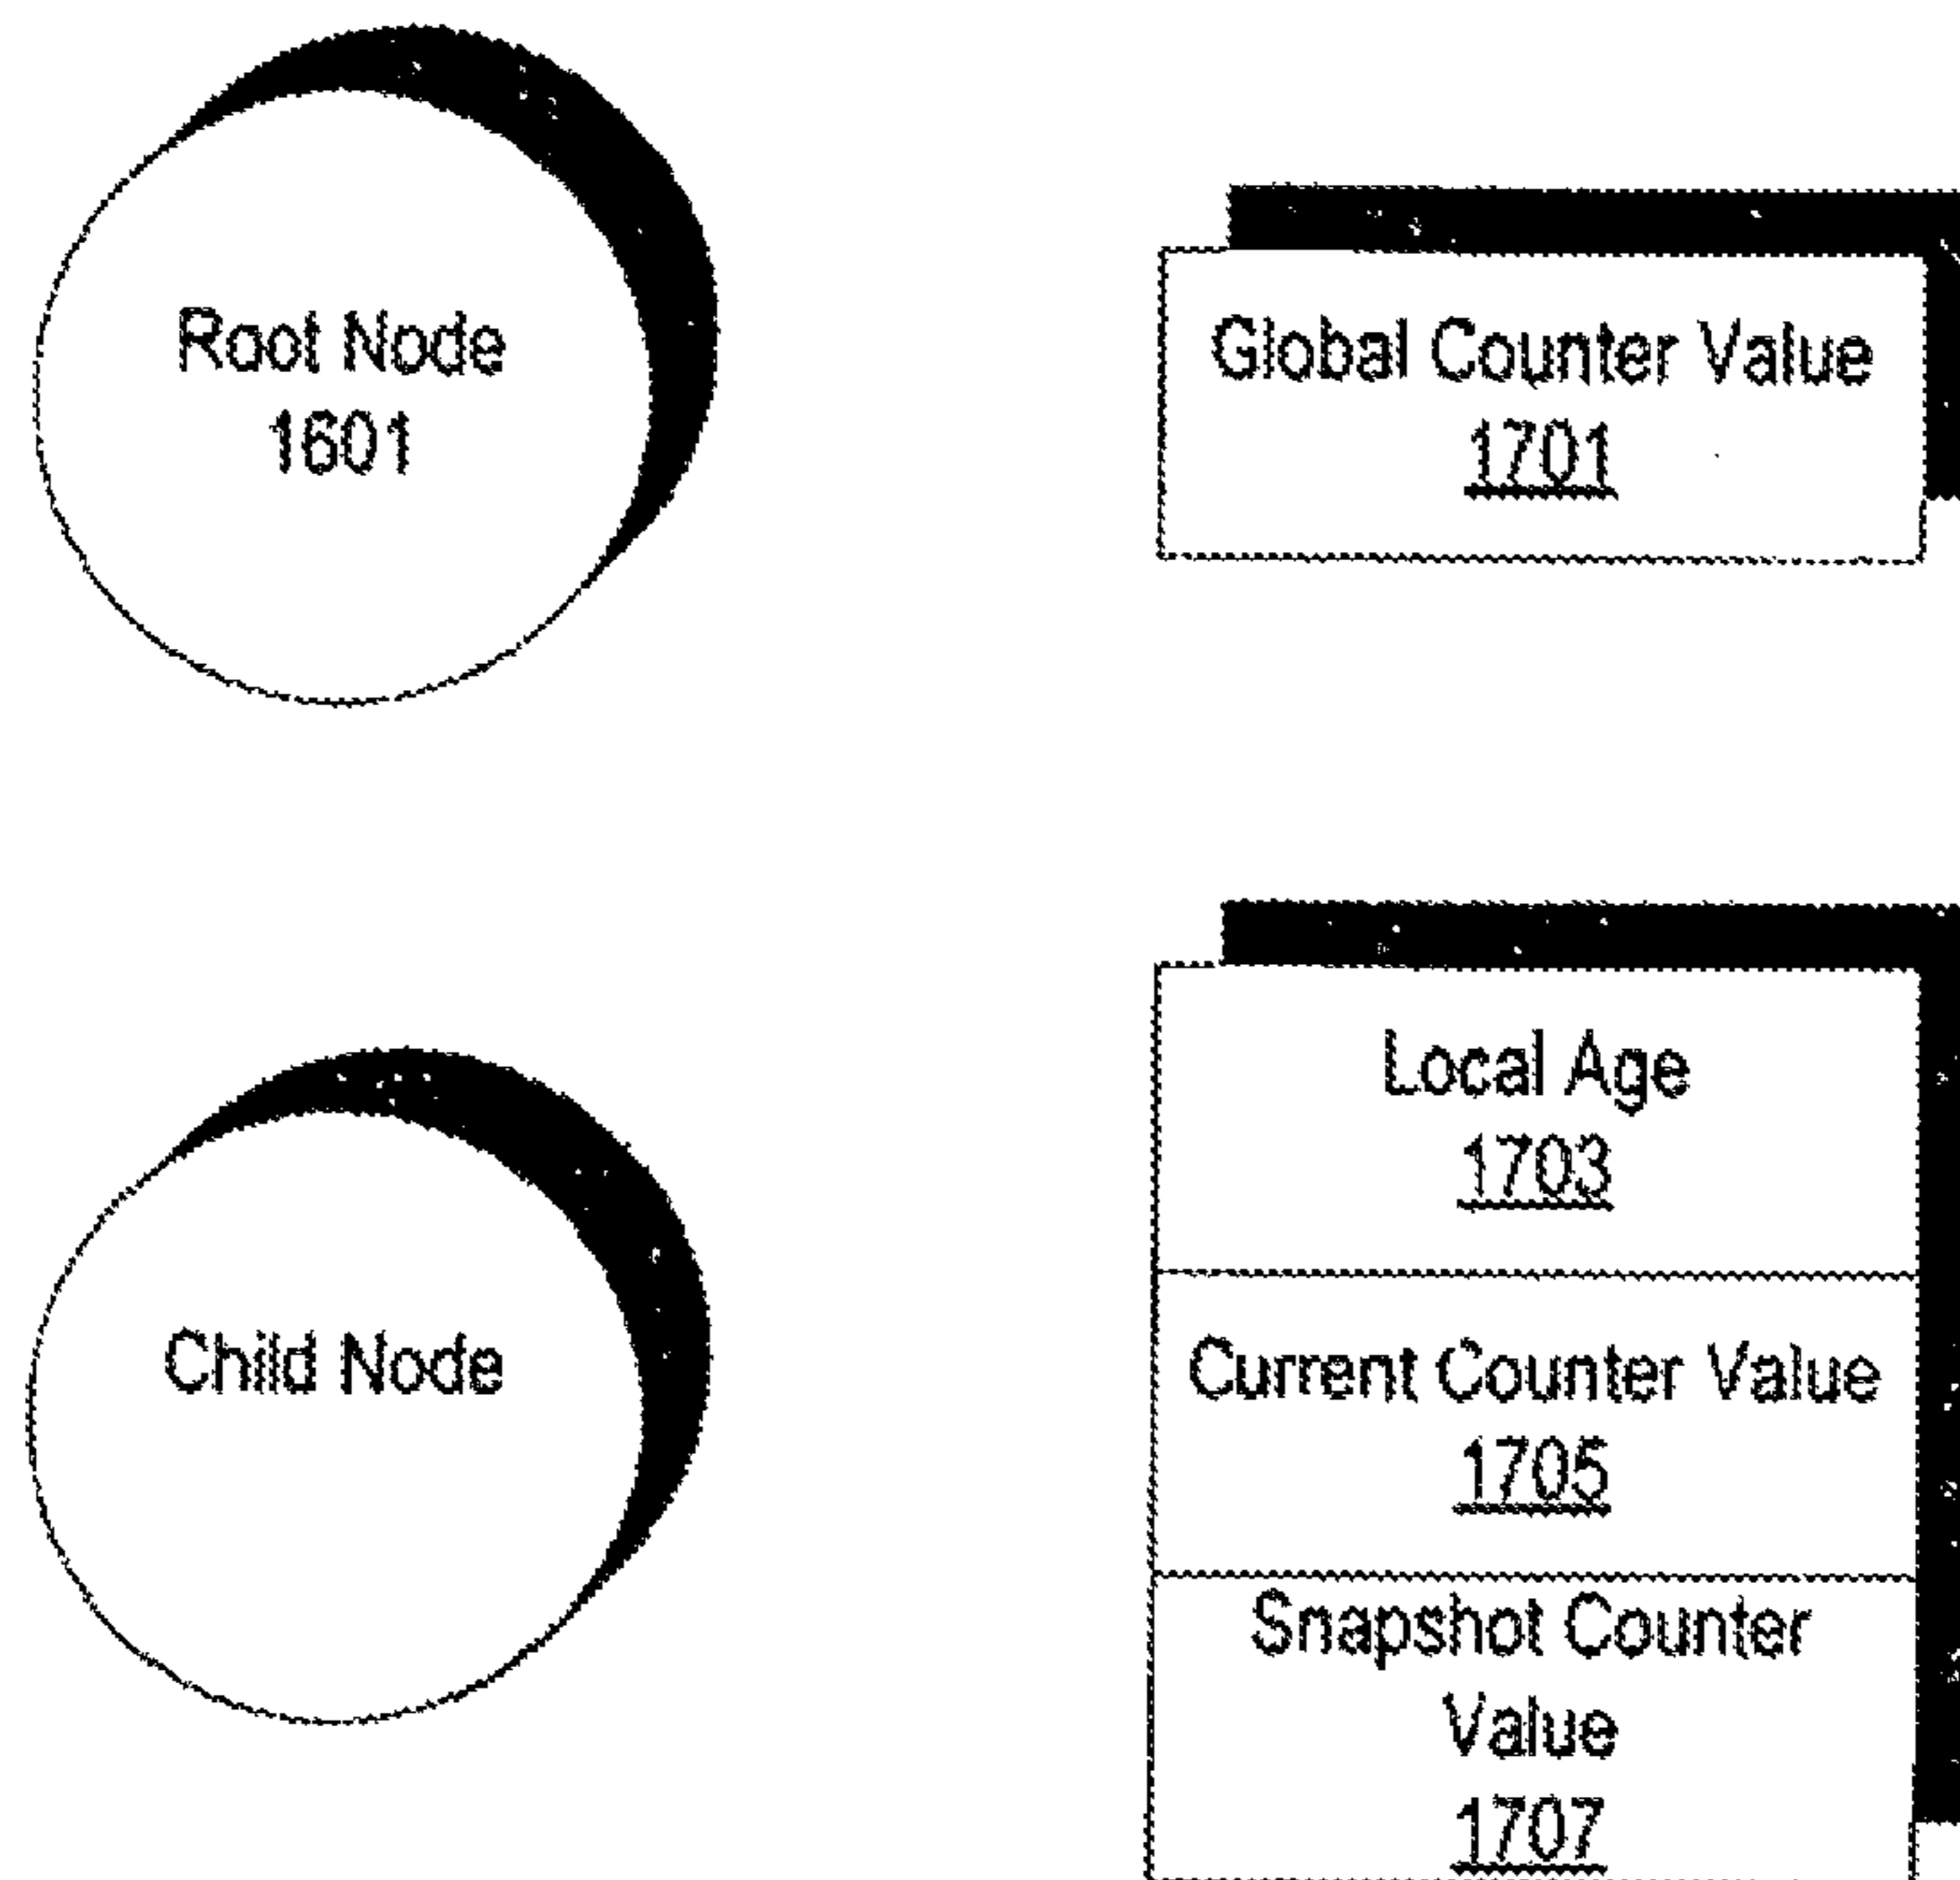 Root Node
1601
Global Counter Value
1701
Child Node
Local Age
1703
Current Counter Value
1705
Snapshot Counter
Value
1707